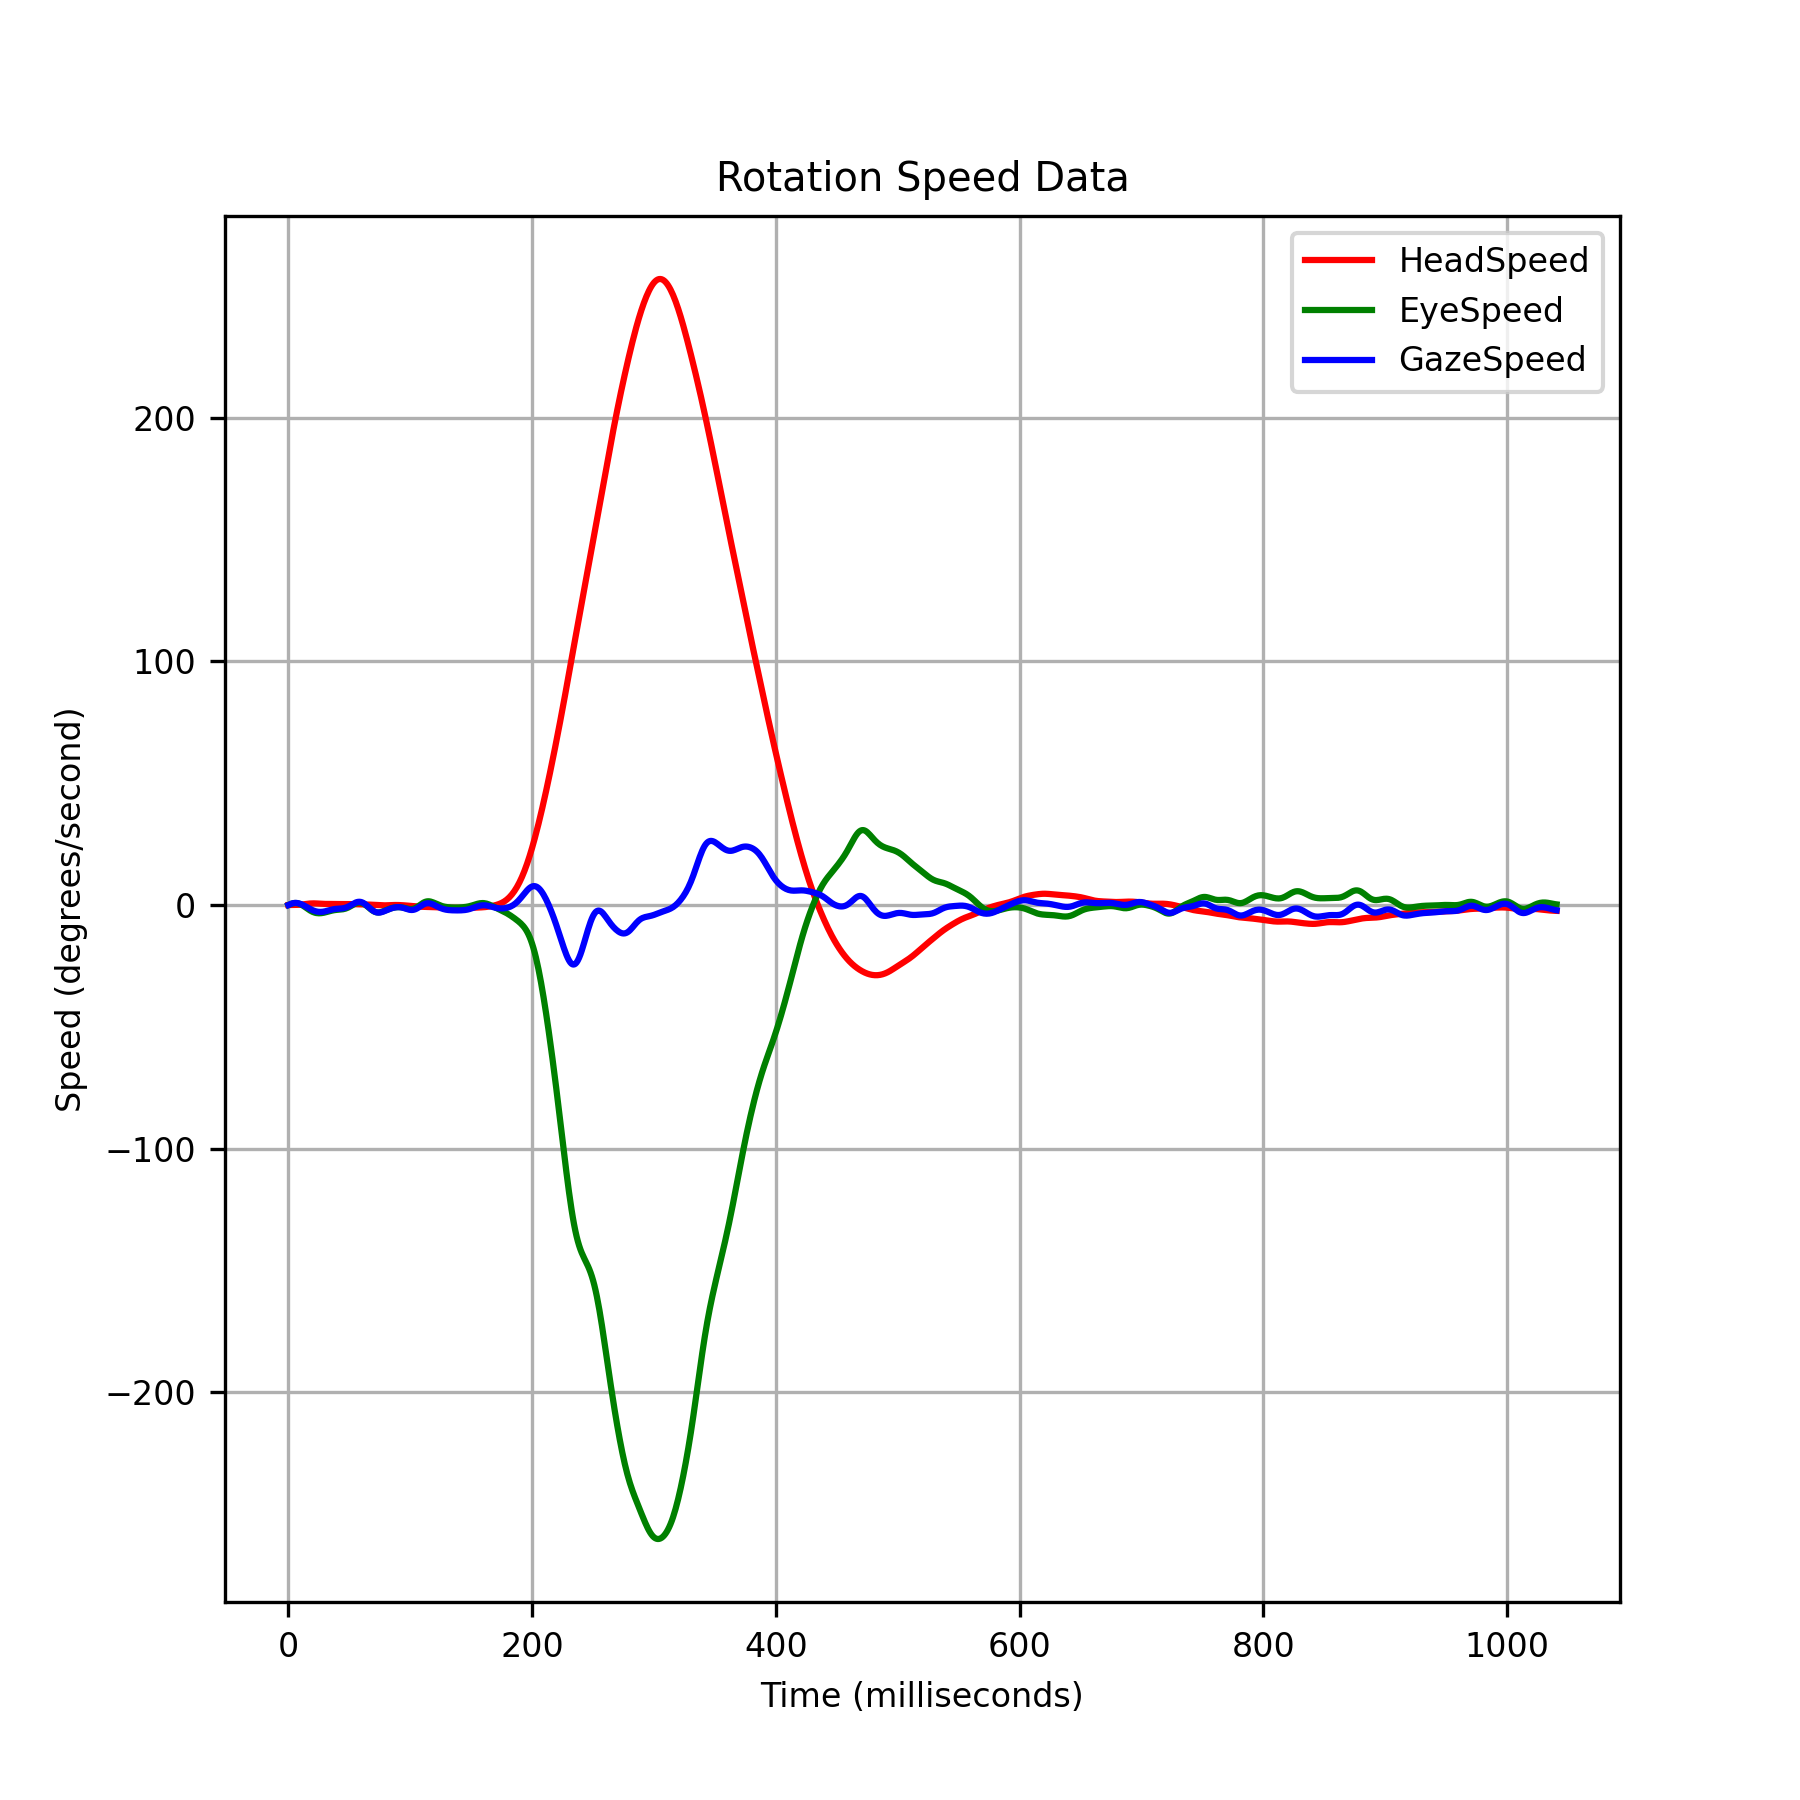 Rotation Speed Data
HeadSpeed
EyeSpeed
GazeSpeed
Speed (degrees/second)
200
100
0
−100
−200
0 200 400 600 800 1000
Time (milliseconds)